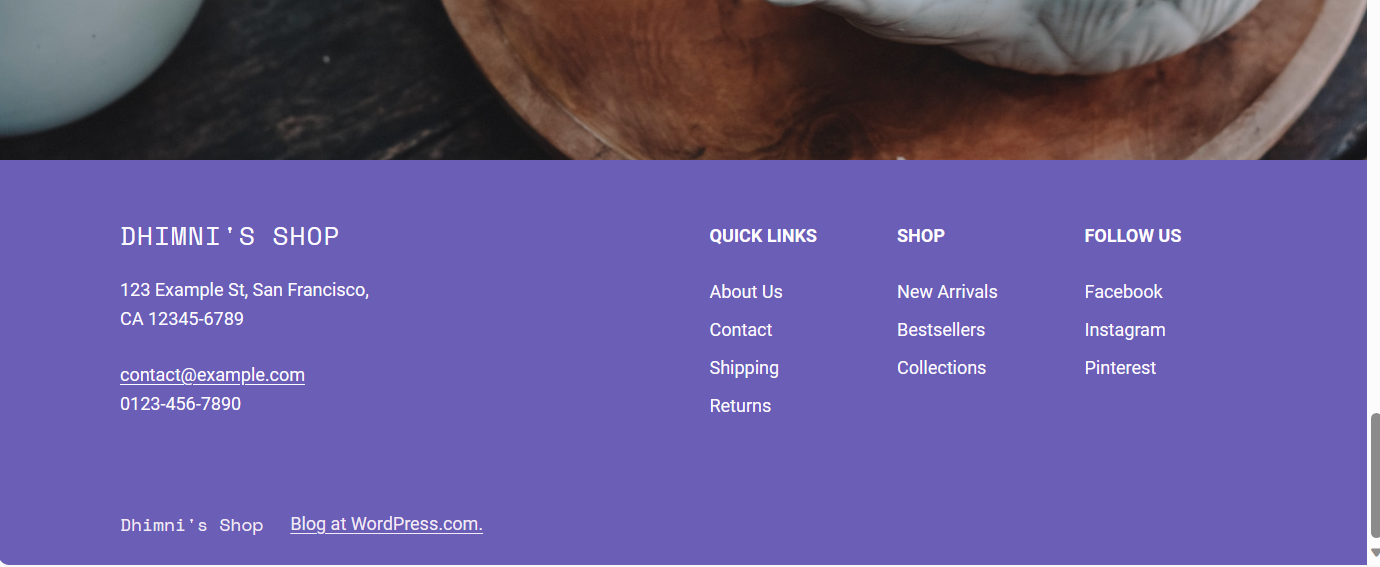 DHIMNI'S SHOP
123 Example St, San Francisco,
CA 12345-6789
contact@example.com
0123-456-7890
QUICK LINKS
About Us
Contact
Shipping
Returns
SHOP
New Arrivals
Bestsellers
Collections
FOLLOW US
Facebook
Instagram
Pinterest
Dhimni's Shop Blog at WordPress.com.